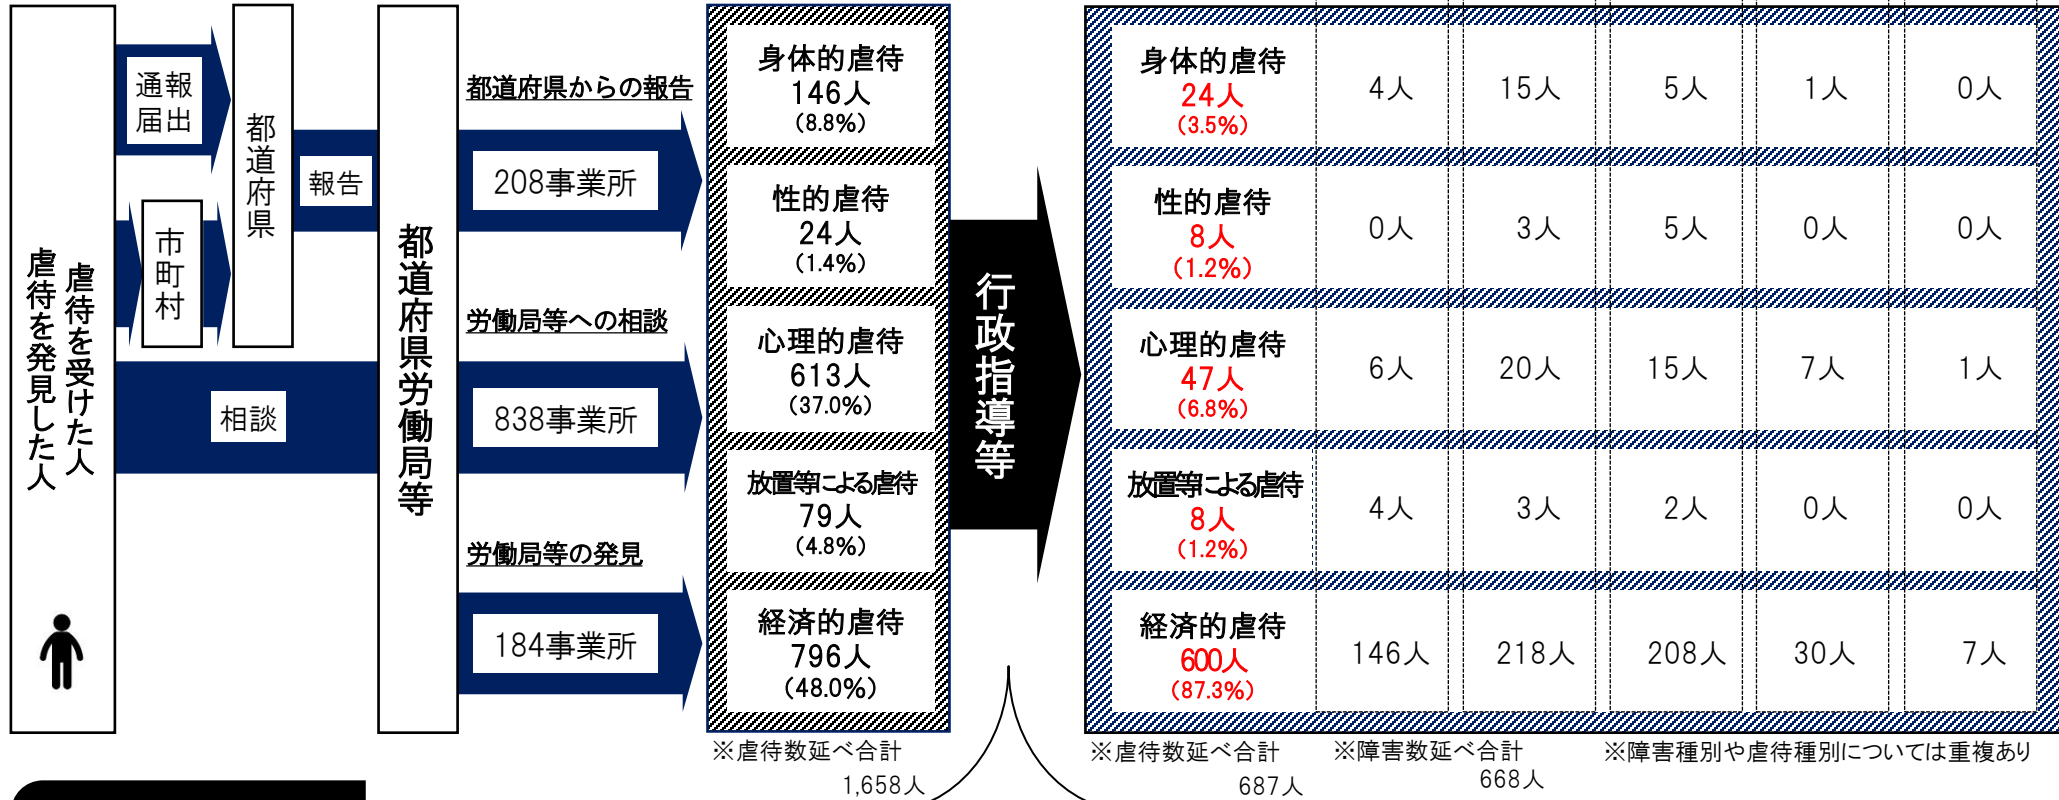 虐待を受けた人
虐待を発見した人
通報
届出
市町村
都道府県
報告
相談
都道府県労働局等
都道府県からの報告
208事業所
労働局等への相談
838事業所
労働局等の発見
184事業所
身体的虐待
146人
(8.8%)
性的虐待
24人
(1.4%)
心理的虐待
613人
(37.0%)
放置等による虐待
79人
(4.8%)
経済的虐待
796人
(48.0%)
※虐待数延べ合計
1,658人
行政指導等
身体的虐待
24人
(3.5%)
4人 15人 5人 1人 0人
性的虐待
8人
(1.2%)
0人 3人 5人 0人 0人
心理的虐待
47人
(6.8%)
6人 20人 15人 7人 1人
放置等による虐待
8人
(1.2%)
4人 3人 2人 0人 0人
経済的虐待
600人
(87.3%)
146人 218人 208人 30人 7人
※虐待数延べ合計
687人
※障害数延べ合計
668人
※障害種別や虐待種別については重複あり